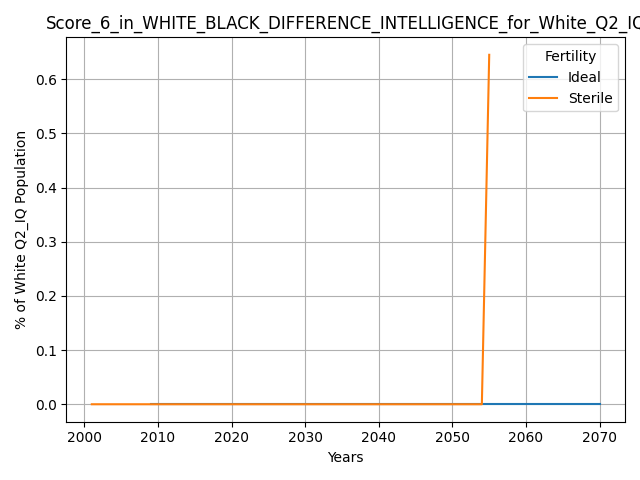 Score_6_in_WHITE_BLACK_DIFFERENCE_INTELLIGENCE_for_White_Q2_IQ
Fertility
Ideal
Sterile
% of White Q2_IQ Population
0.6
0.5
0.4
0.3
0.2
0.1
0.0
2000 2010 2020 2030 2040 2050 2060 2070
Years